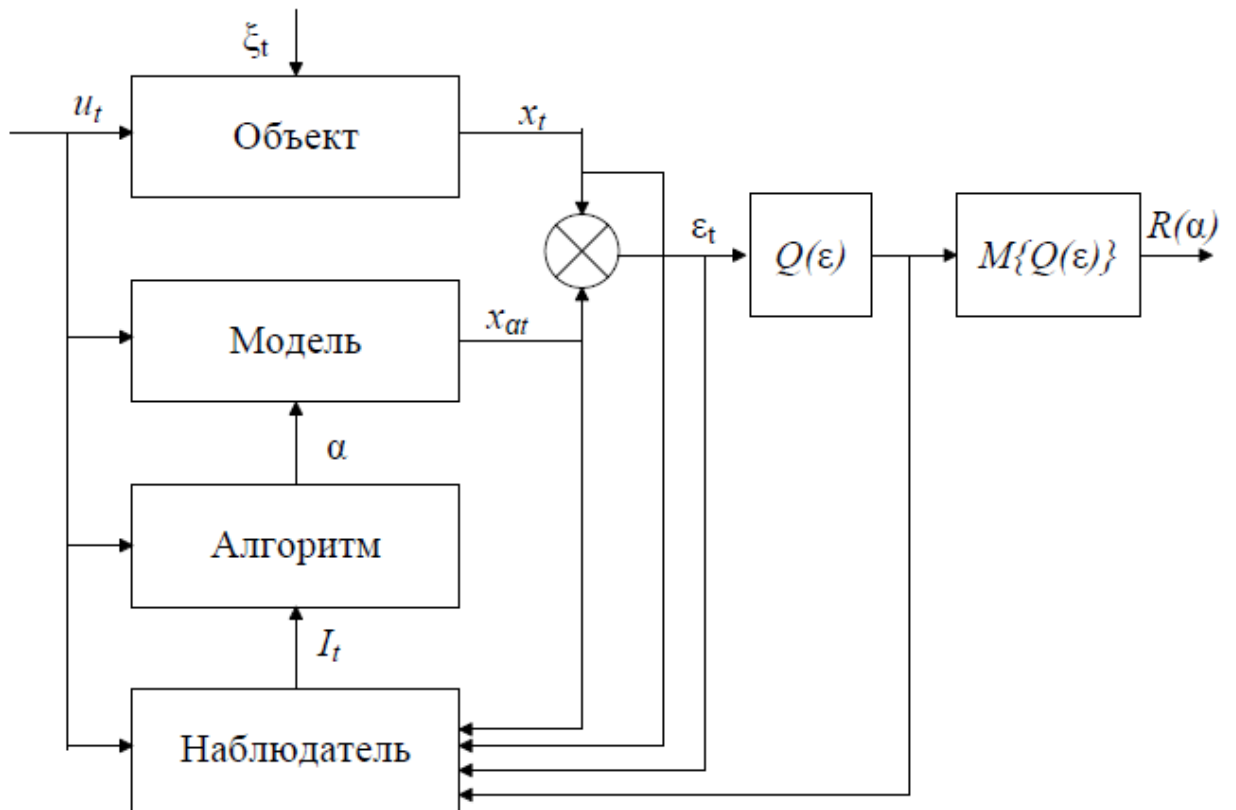 ξt
ut
Объект
xt
εt
Q(ε)
M{Q(ε)}
R(α)
Модель
xαt
α
Алгоритм
It
Наблюдатель